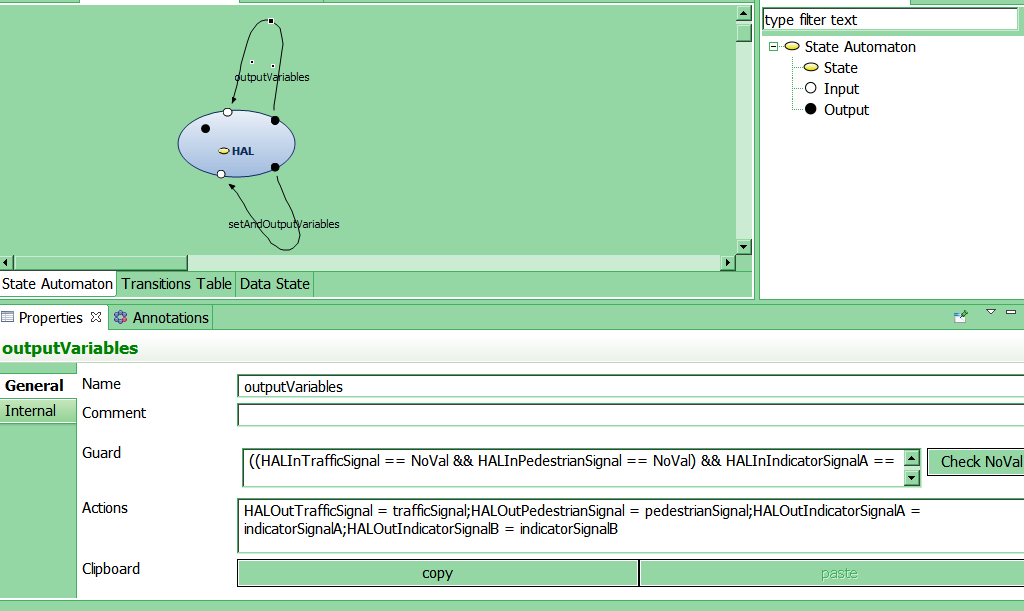 type filter text
State Automaton
State
Input
Output
outputVariables
HAL
setAndOutputVariables
State Automaton Transitions Table Data State
Properties Annotations
outputVariables
General
Internal
Name
outputVariables
Comment
Guard
((HALInTrafficSignal == NoVal && HALInPedestrianSignal == NoVal) && HALInIndicatorSignalA ==
Check NoVal
Actions
HALOutTrafficSignal = trafficSignal;HALOutPedestrianSignal = pedestrianSignal;HALOutIndicatorSignalA =
indicatorSignalA;HALOutIndicatorSignalB = indicatorSignalB
Clipboard
copy
paste